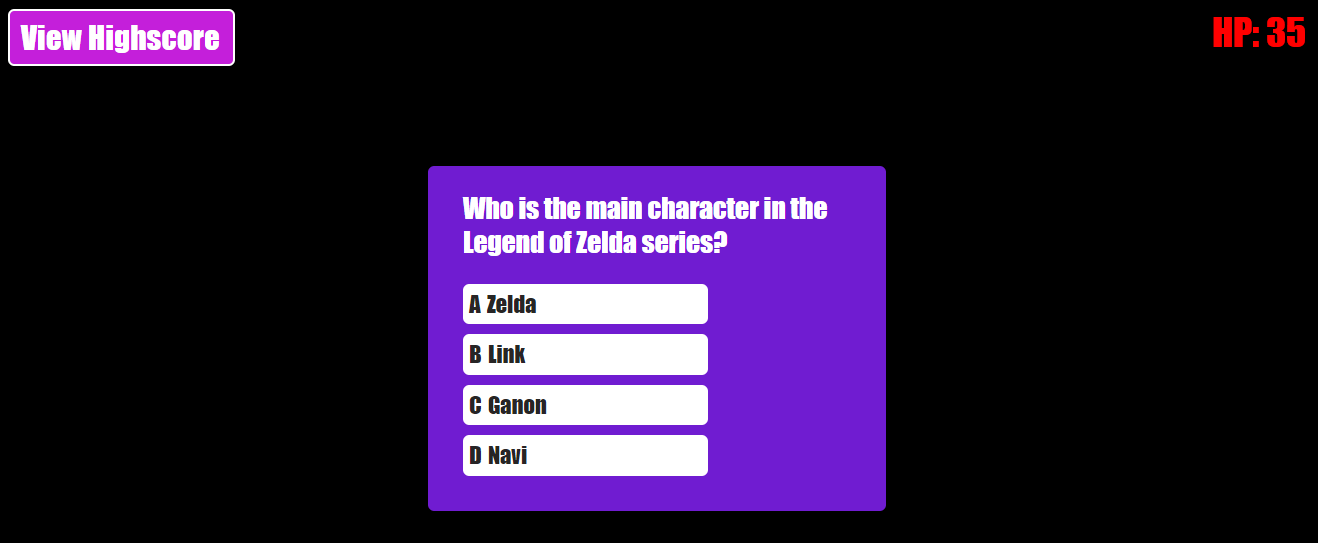 View Highscore
HP: 35
Who is the main character in the
Legend of Zelda series?
A Zelda
B Link
C Ganon
D Navi